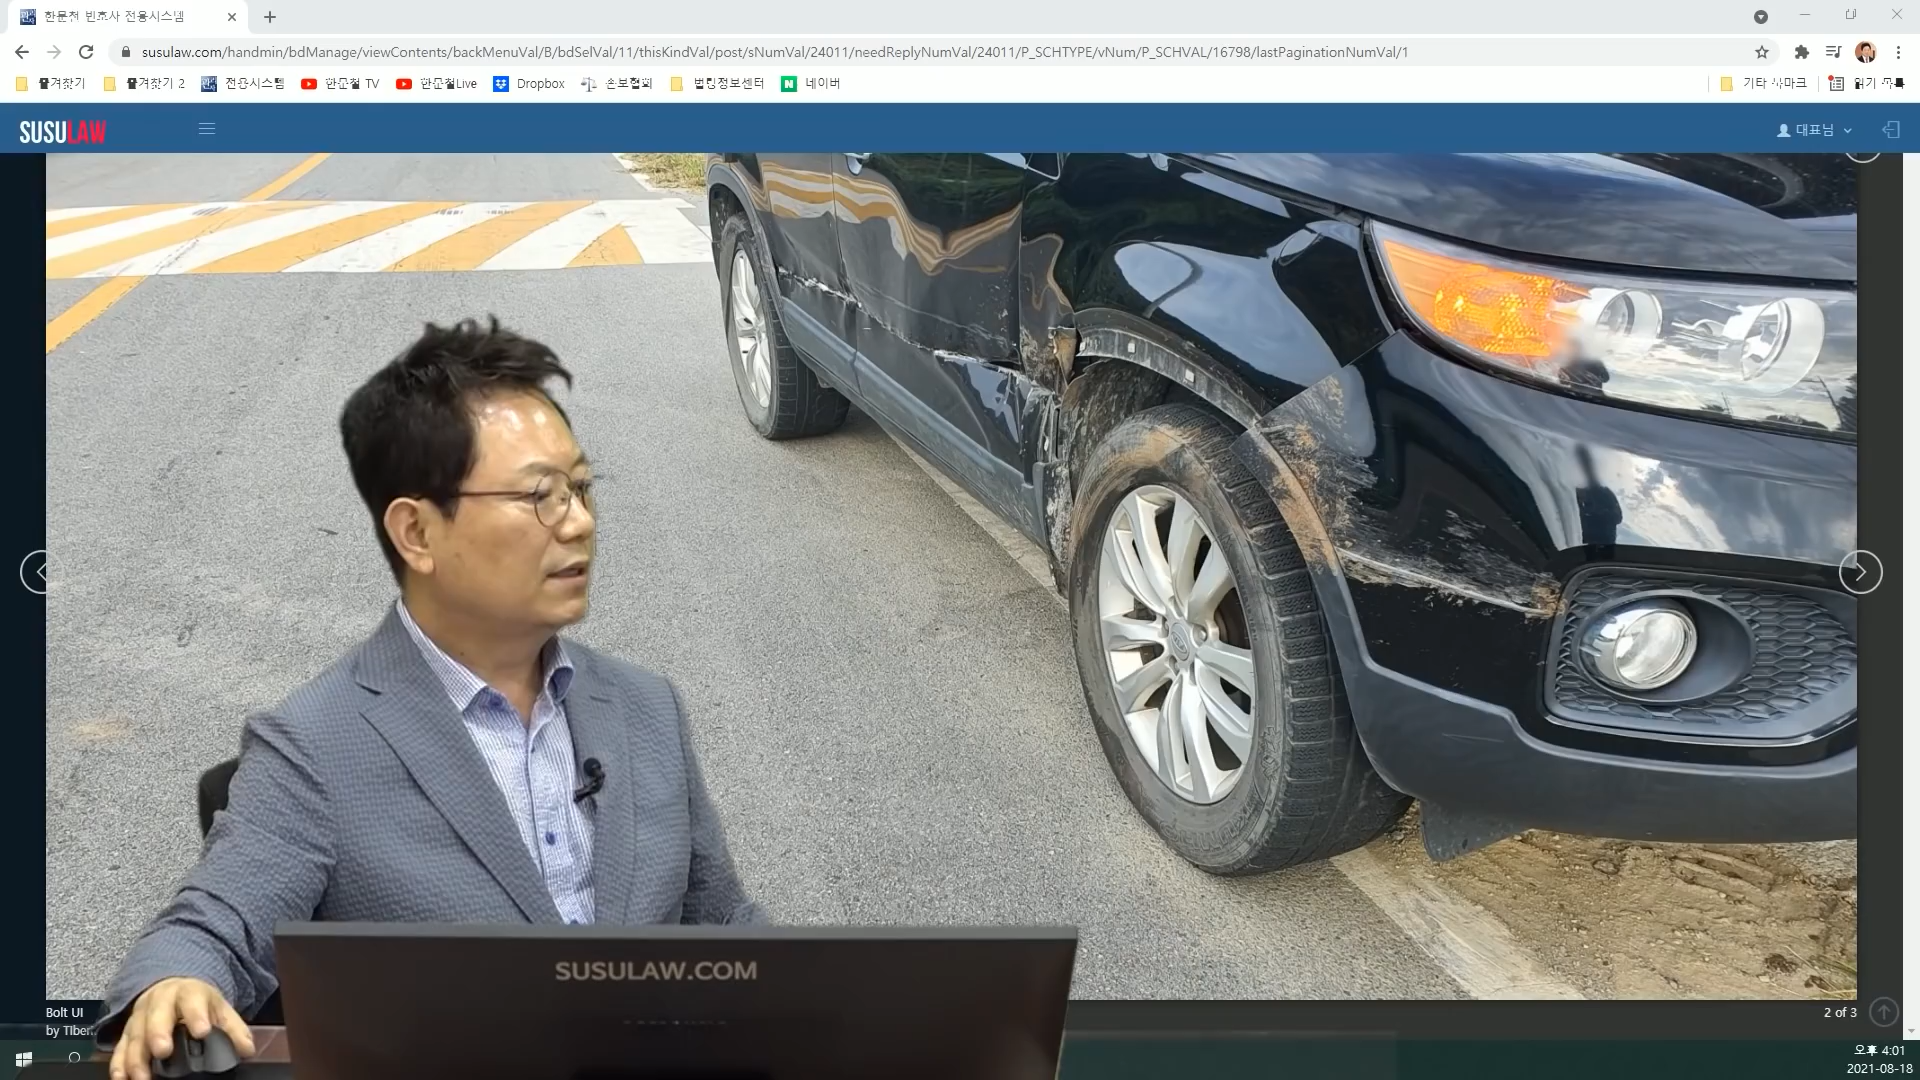 한문철 변호사 전용시스템
susulaw.com/handmin/bdManage/viewContents/backMenuVal/B/bdSelVal/11/thisKindVal/post/sNumVal/24011/needReplyNumVal/24011/P_SCHTYPE/vNum/P_SCHVAL/16798/lastPaginationNumVal/1
즐겨찾기 즐겨찾기 2 전용시스템 한문철 TV 한문철Live Dropbox 손보협회 법률정보센터 네이버 기타 북마크 읽기 목록
SUSULAW 대표님
SUSULAW.COM
Bolt UI
by Tiber..
2 of 3
오후 4:01
2021-08-18